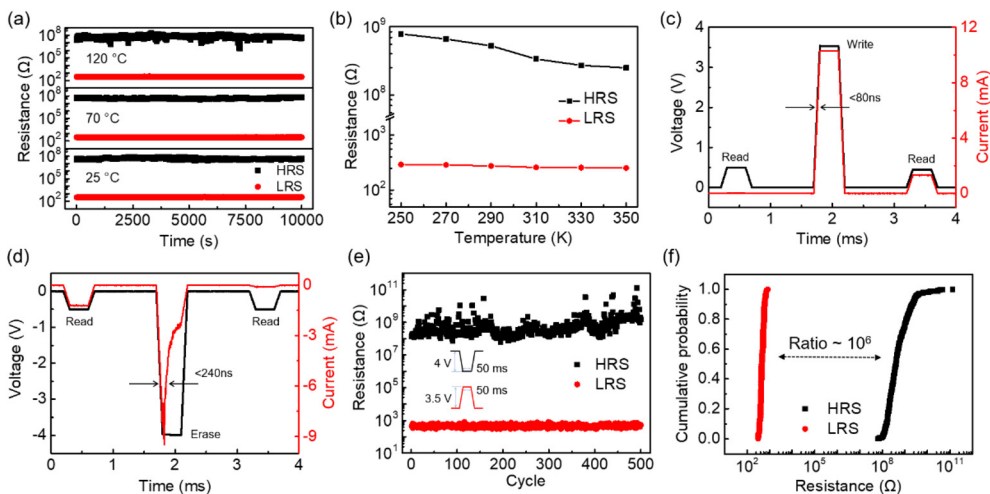 (a)
Resistance (Ω)
10^8
10^5
10^2
120 °C
10^8
10^5
10^2
70 °C
10^8
10^5
10^2
25 °C
HRS
LRS
0 2500 5000 7500 10000
Time (s)
(b)
Resistance (Ω)
10^9
10^8
10^2
HRS
LRS
250 270 290 310 330 350
Temperature (K)
(c)
Voltage (V)
4
3
2
1
0
Read
Write
<80ns
Read
12
8
4
0
Current (mA)
0 1 2 3 4
Time (ms)
(d)
Voltage (V)
0
-1
-2
-3
-4
Read
<240ns
Erase
Read
0
-3
-6
-9
Current (mA)
0 1 2 3 4
Time (ms)
(e)
Resistance (Ω)
10^11
10^9
10^7
10^5
10^3
10^1
4 V
50 ms
50 ms
3.5 V
HRS
LRS
0 100 200 300 400 500
Cycle
(f)
Cumulative probability
1.0
0.8
0.6
0.4
0.2
0.0
Ratio ~ 10^6
HRS
LRS
10^2 10^5 10^8 10^11
Resistance (Ω)